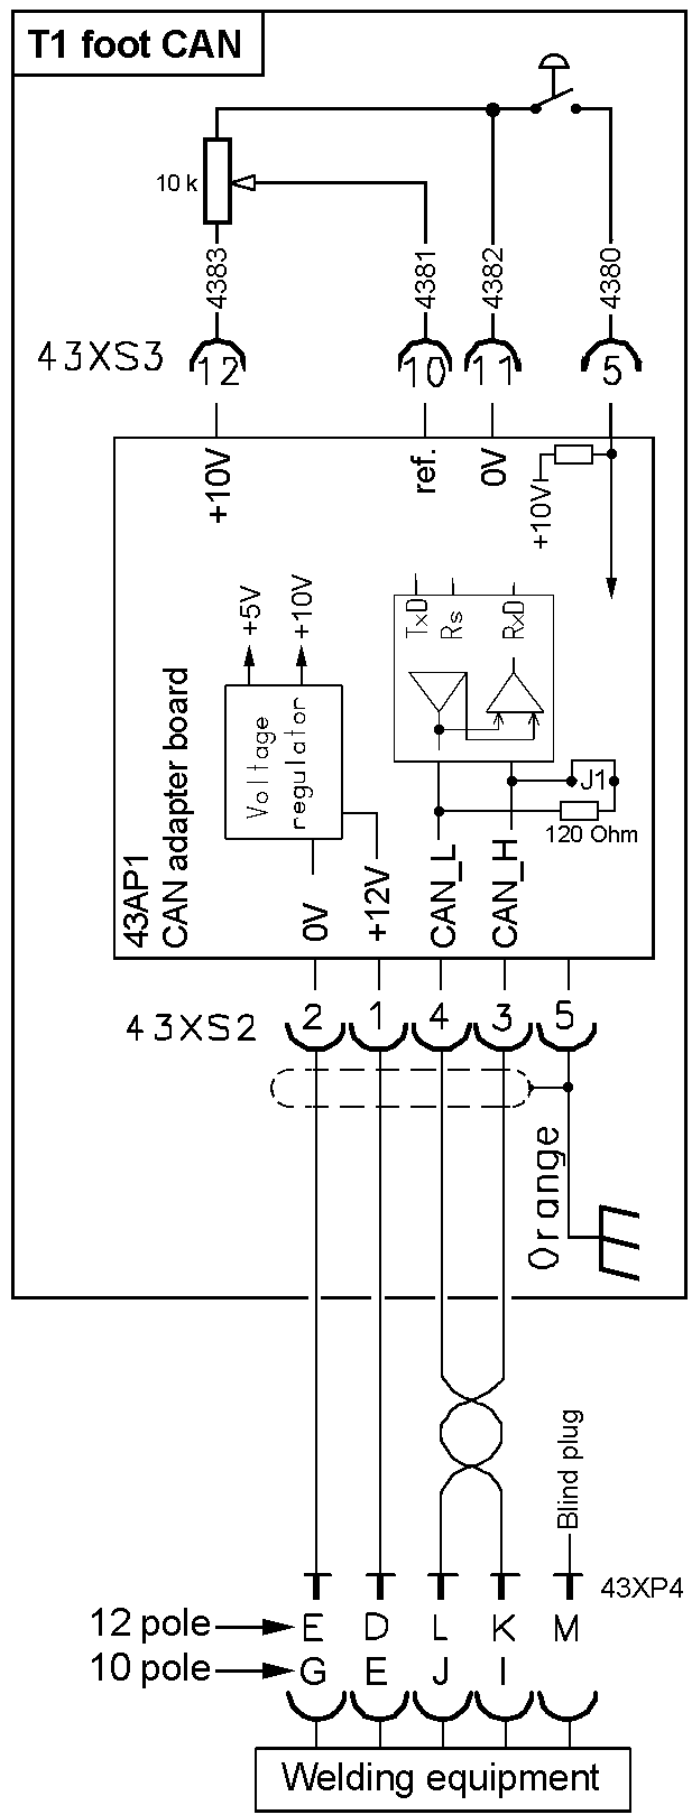 T1 foot CAN
10 k
4383
4381
4382
4380
43XS3
12
10
11
5
+10V
ref.
0V
+10V
+5V
+10V
TxD
Rs
RxD
Voltage
regulator
J1
120 Ohm
43AP1
CAN adapter board
0V
+12V
CAN_L
CAN_H
43XS2
2
1
4
3
5
Orange
Blind plug
43XP4
12 pole E D L K M
10 pole G E J I
Welding equipment